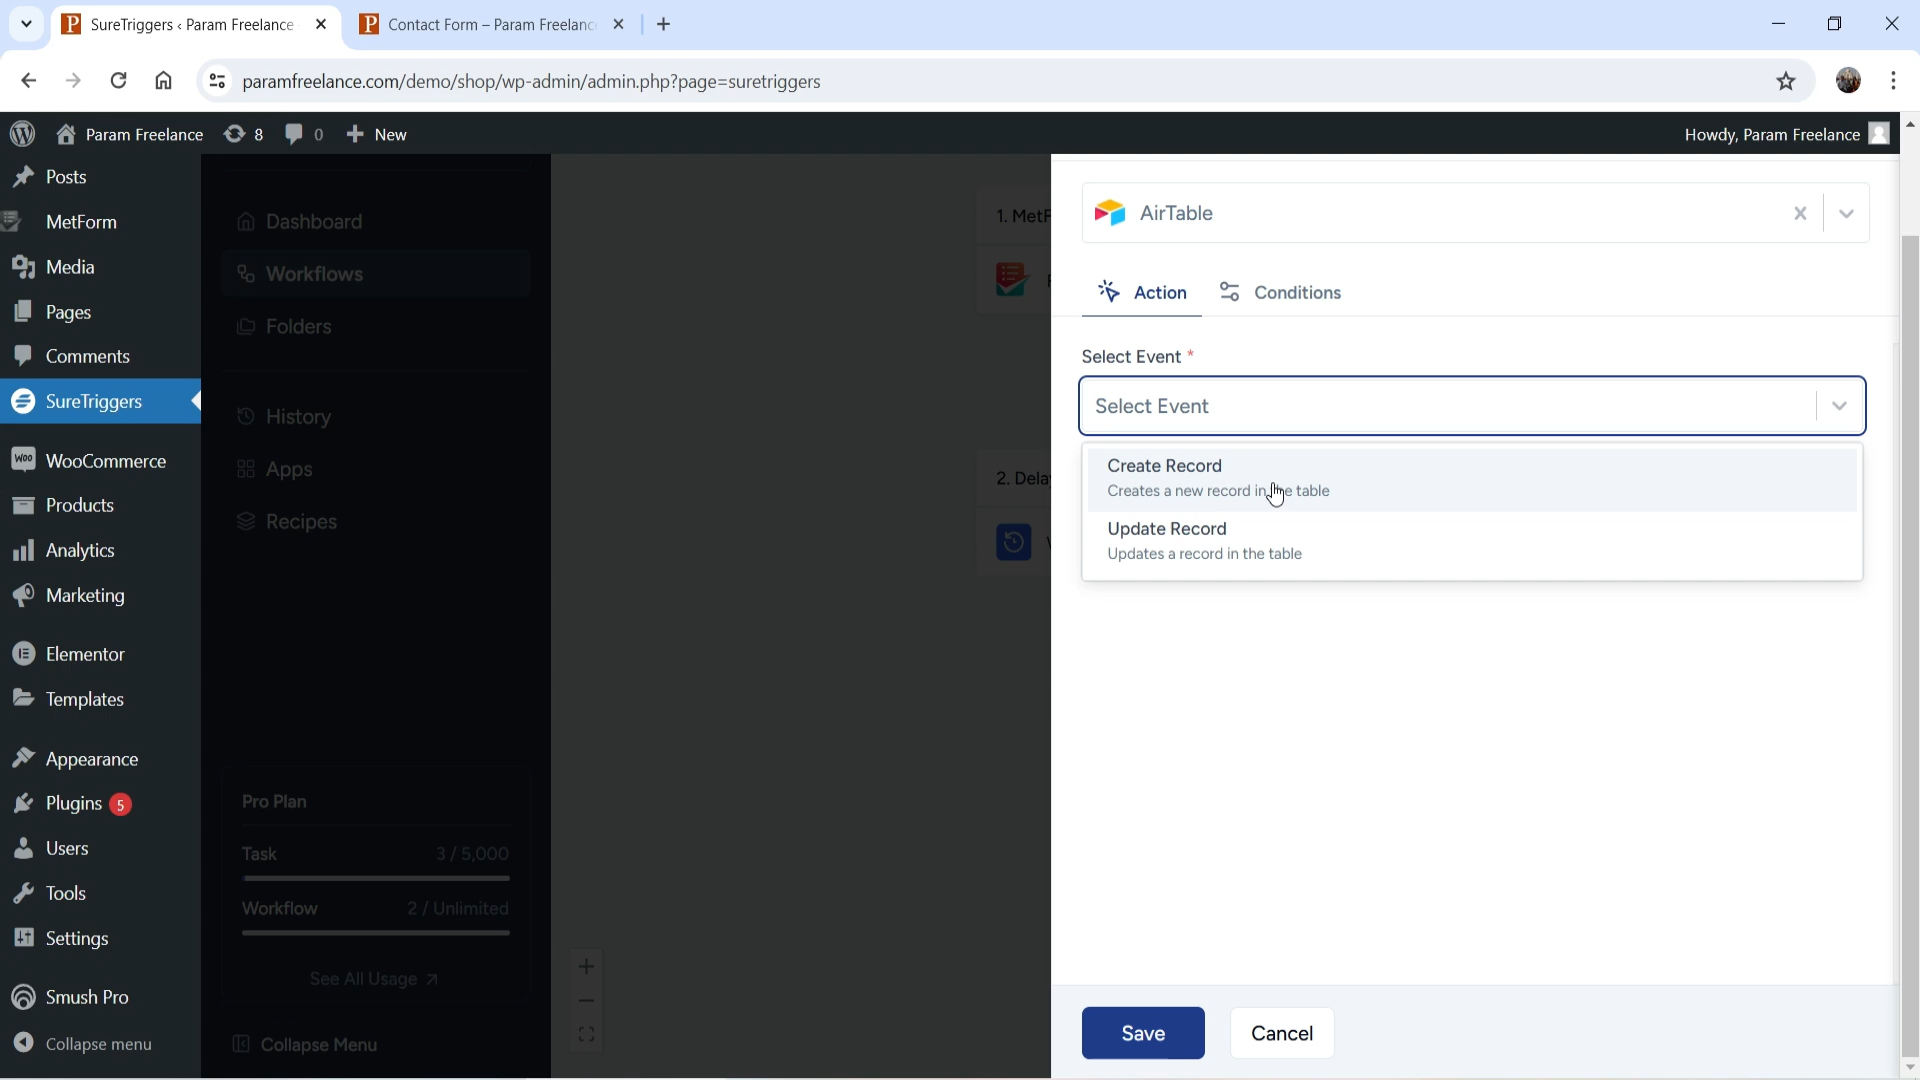 SureTriggers ‹ Param Freelance
Contact Form – Param Freelanc
paramfreelance.com/demo/shop/wp-admin/admin.php?page=suretriggers
Param Freelance
8
0
New
Howdy, Param Freelance
Posts
MetForm
Media
Pages
Comments
SureTriggers
WooCommerce
Products
Analytics
Marketing
Elementor
Templates
Appearance
Plugins 5
Users
Tools
Settings
Smush Pro
Collapse menu
Dashboard
Workflows
Folders
History
Apps
Recipes
Pro Plan
Task 3 / 5,000
Workflow 2 / Unlimited
See All Usage
Collapse Menu
1. MetF
2. Dela
AirTable
Action
Conditions
Select Event *
Select Event
Create Record
Creates a new record in the table
Update Record
Updates a record in the table
Save
Cancel